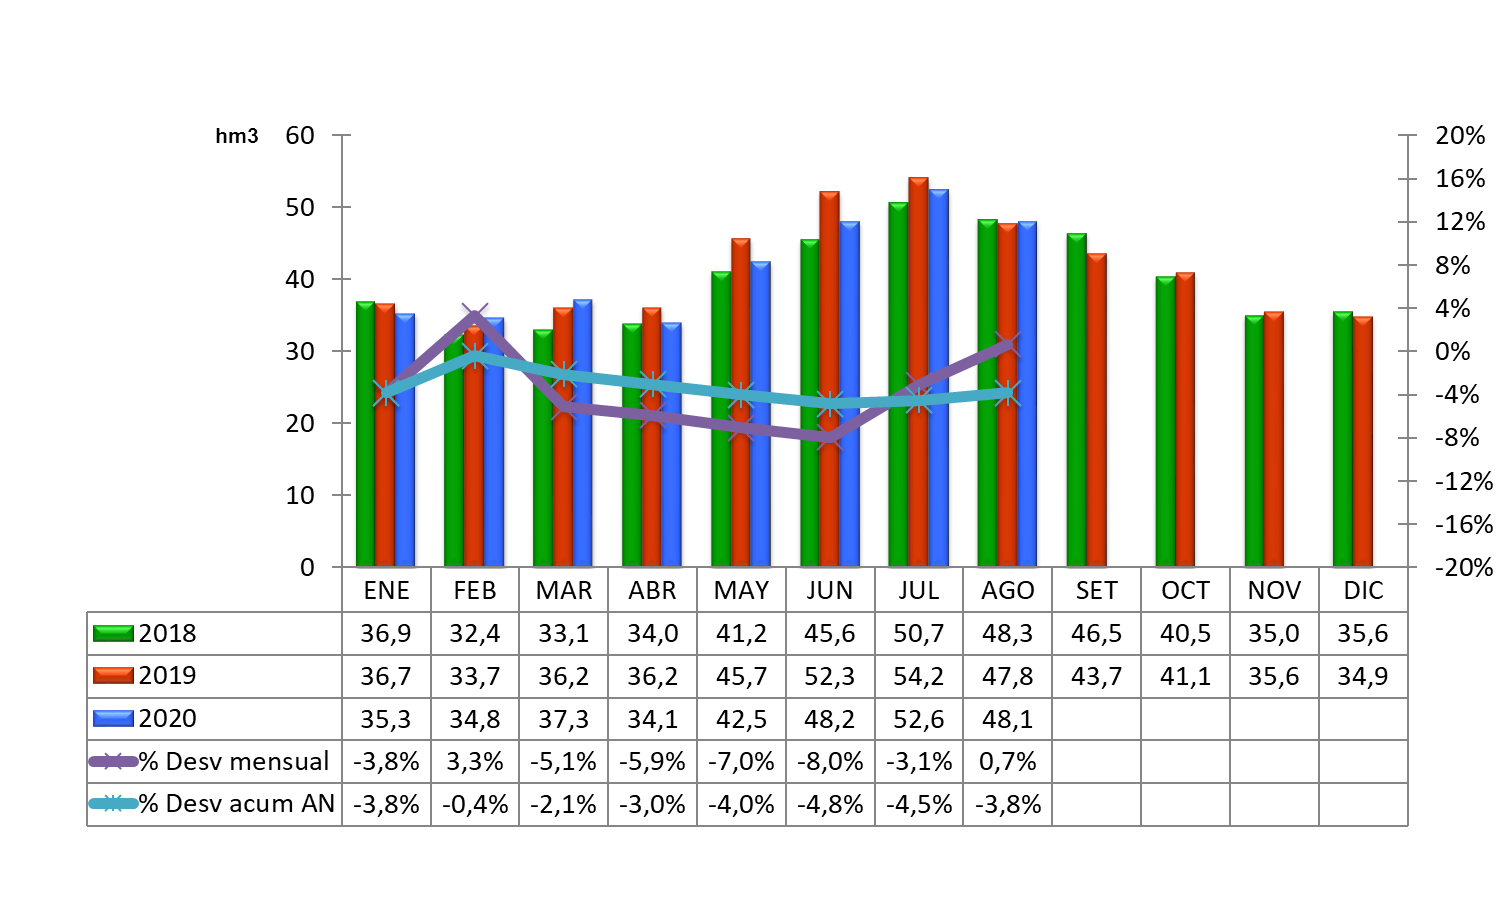 hm3
60 20%
16%
50
12%
8%
40
4%
30 0%
-4%
20
-8%
10 -12%
-16%
0 -20%
ENE FEB MAR ABR MAY JUN JUL AGO SET OCT NOV DIC
2018 36,9 32,4 33,1 34,0 41,2 45,6 50,7 48,3 46,5 40,5 35,0 35,6
2019 36,7 33,7 36,2 36,2 45,7 52,3 54,2 47,8 43,7 41,1 35,6 34,9
2020 35,3 34,8 37,3 34,1 42,5 48,2 52,6 48,1
% Desv mensual -3,8% 3,3% -5,1% -5,9% -7,0% -8,0% -3,1% 0,7%
% Desv acum AN -3,8% -0,4% -2,1% -3,0% -4,0% -4,8% -4,5% -3,8%